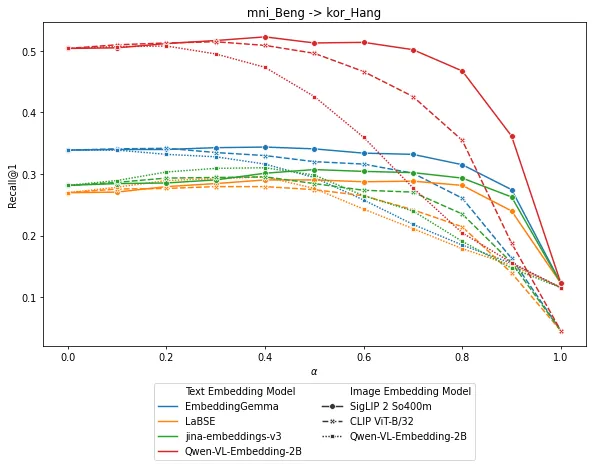 mni_Beng -> kor_Hang
Recall@1
0.5
0.4
0.3
0.2
0.1
0.0 0.2 0.4 0.6 0.8 1.0
α
Text Embedding Model Image Embedding Model
EmbeddingGemma SigLIP 2 So400m
LaBSE CLIP ViT-B/32
jina-embeddings-v3 Qwen-VL-Embedding-2B
Qwen-VL-Embedding-2B